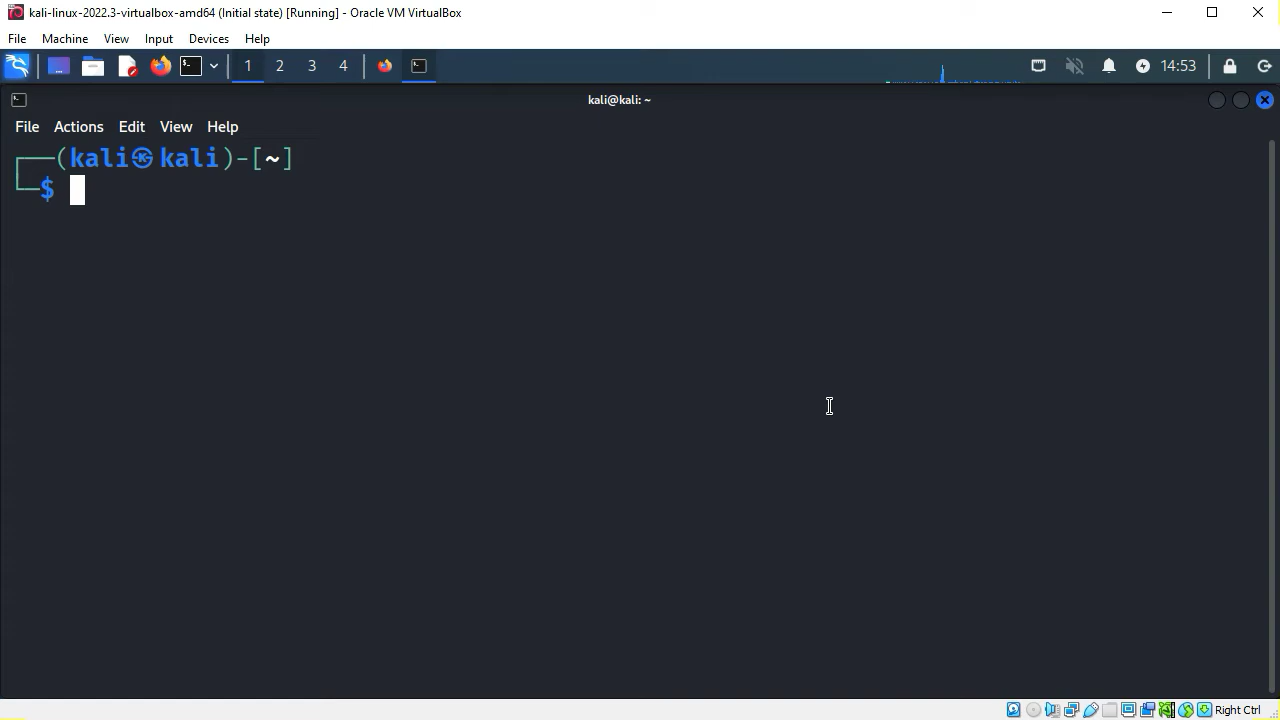 kali-linux-2022.3-virtualbox-amd64 (Initial state) [Running] - Oracle VM VirtualBox
File Machine View Input Devices Help
1 2 3 4 14:53
kali@kali: ~
File Actions Edit View Help
┌──(kali㉿kali)-[~]
└─$
Right Ctrl